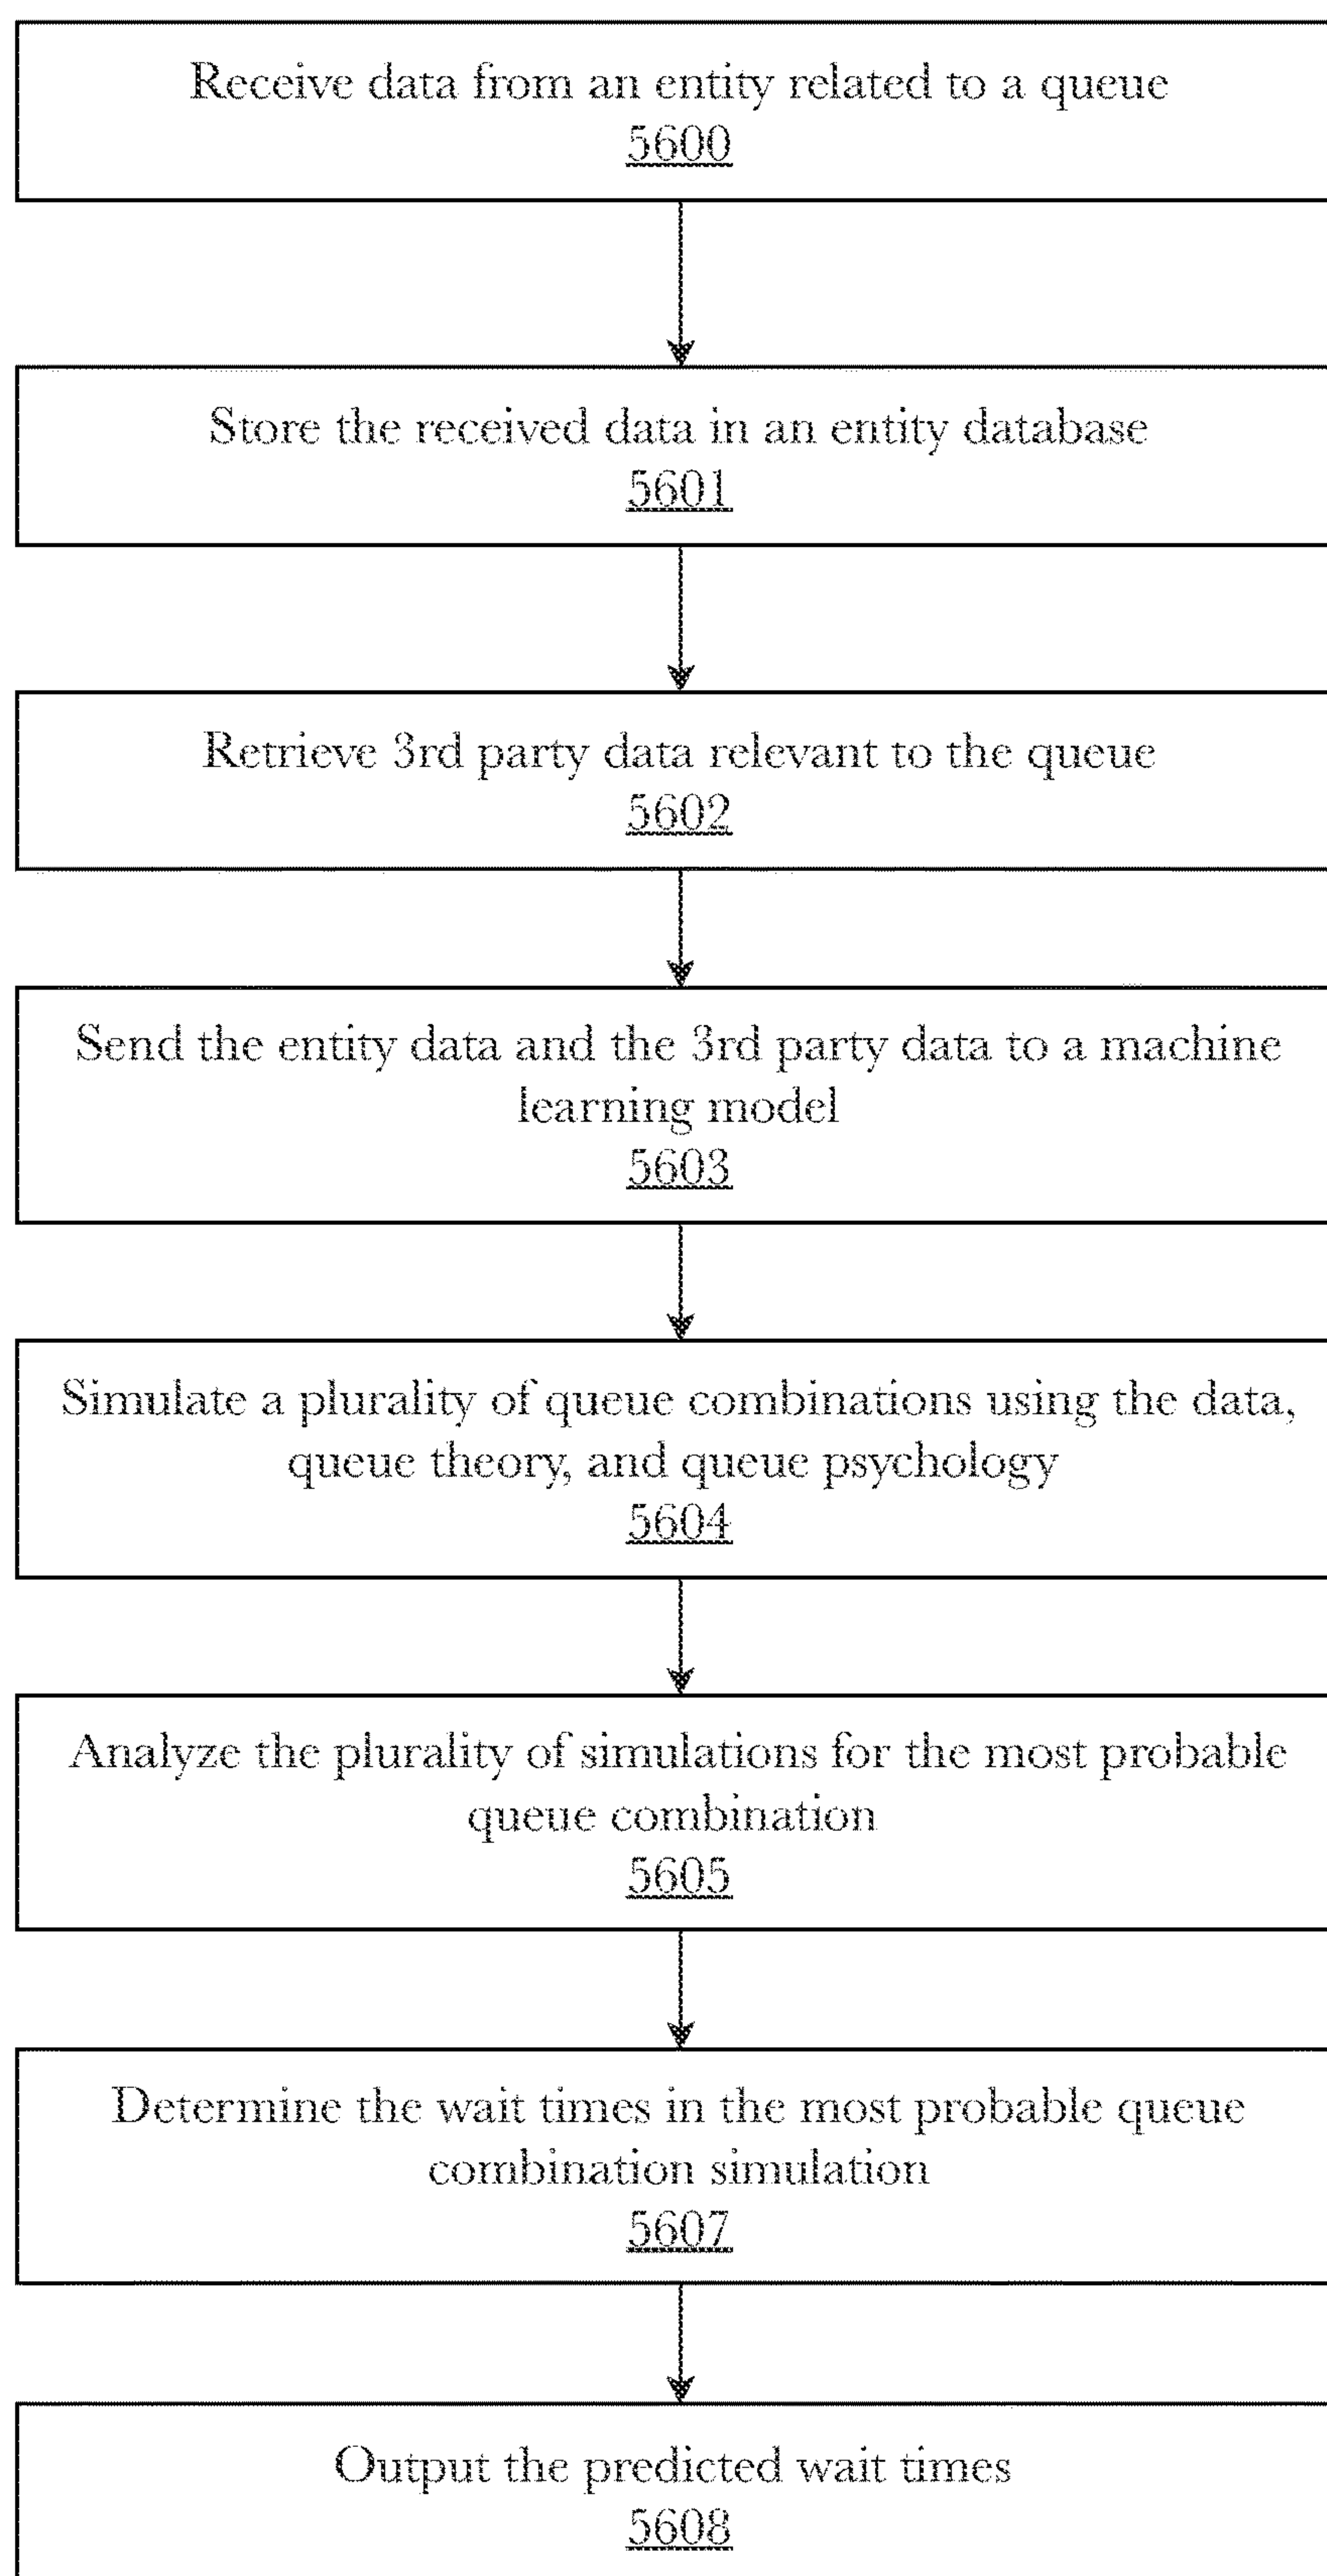 Receive data from an entity related to a queue
5600
Store the received data in an entity database
5601
Retrieve 3rd party data relevant to the queue
5602
Send the entity data and the 3rd party data to a machine
learning model
5603
Simulate a plurality of queue combinations using the data,
queue theory, and queue psychology
5604
Analyze the plurality of simulations for the most probable
queue combination
5605
Determine the wait times in the most probable queue
combination simulation
5607
Output the predicted wait times
5608